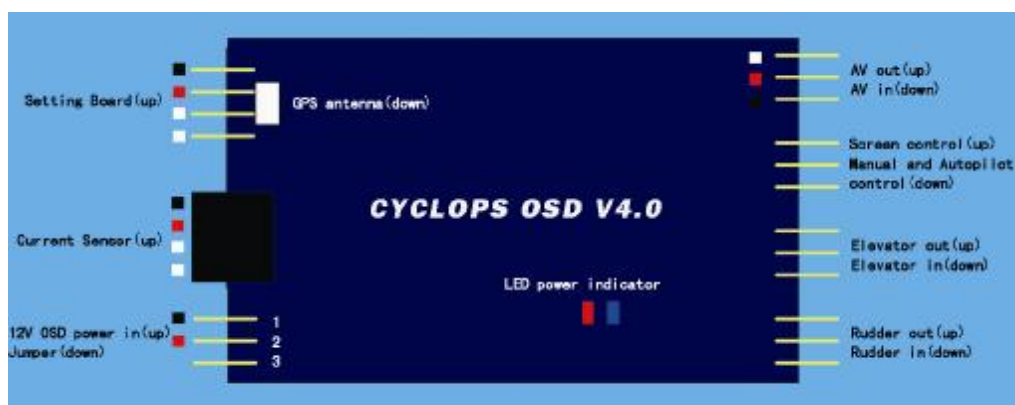 Setting Board(up)
GPS antenna(down)
Current Sensor(up)
12V OSD power in(up)
Jumper(down)
1
2
3
CYCLOPS OSD V4.0
LED power indicator
AV out(up)
AV in(down)
Screen control(up)
Manual and Autopilot
control(down)
Elevator out(up)
Elevator in(down)
Rudder out(up)
Rudder in(down)